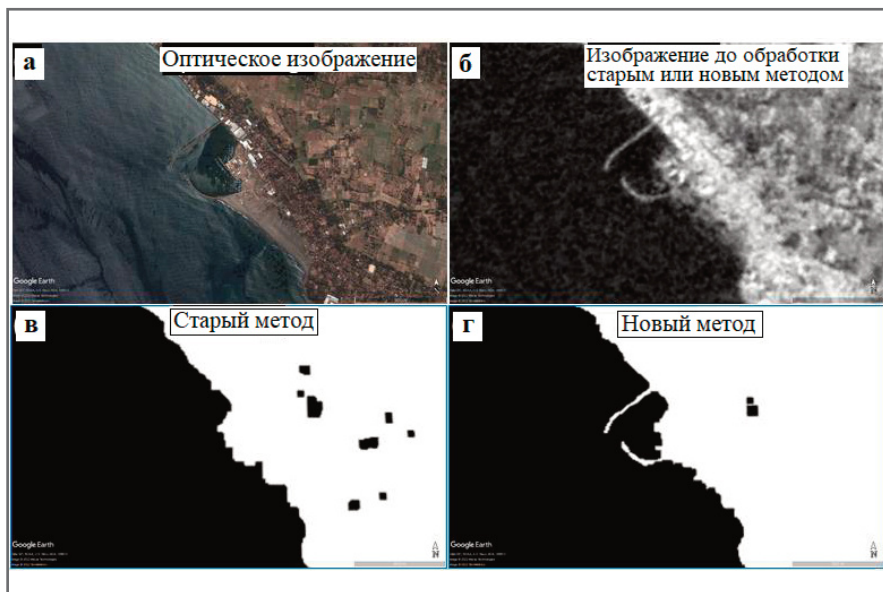 а
Оптическое изображение
б
Изображение до обработки
старым или новым методом
Google Earth
N
Google Earth
N
в
Старый метод
г
Новый метод
Google Earth
N
Google Earth
N